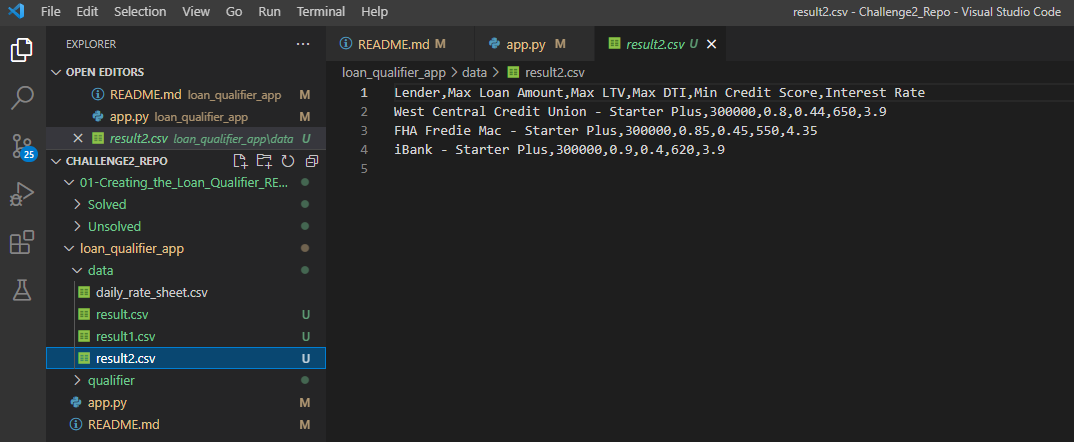 File Edit Selection View Go Run Terminal Help
result2.csv - Challenge2_Repo - Visual Studio Code
EXPLORER
OPEN EDITORS
README.md loan_qualifier_app M
app.py loan_qualifier_app M
result2.csv loan_qualifier_app\data U
25
CHALLENGE2_REPO
01-Creating_the_Loan_Qualifier_RE...
Solved
Unsolved
loan_qualifier_app
data
daily_rate_sheet.csv
result.csv U
result1.csv U
result2.csv U
qualifier
app.py M
README.md M
README.md M app.py M result2.csv U
loan_qualifier_app > data > result2.csv
1 Lender,Max Loan Amount,Max LTV,Max DTI,Min Credit Score,Interest Rate
2 West Central Credit Union - Starter Plus,300000,0.8,0.44,650,3.9
3 FHA Fredie Mac - Starter Plus,300000,0.85,0.45,550,4.35
4 iBank - Starter Plus,300000,0.9,0.4,620,3.9
5